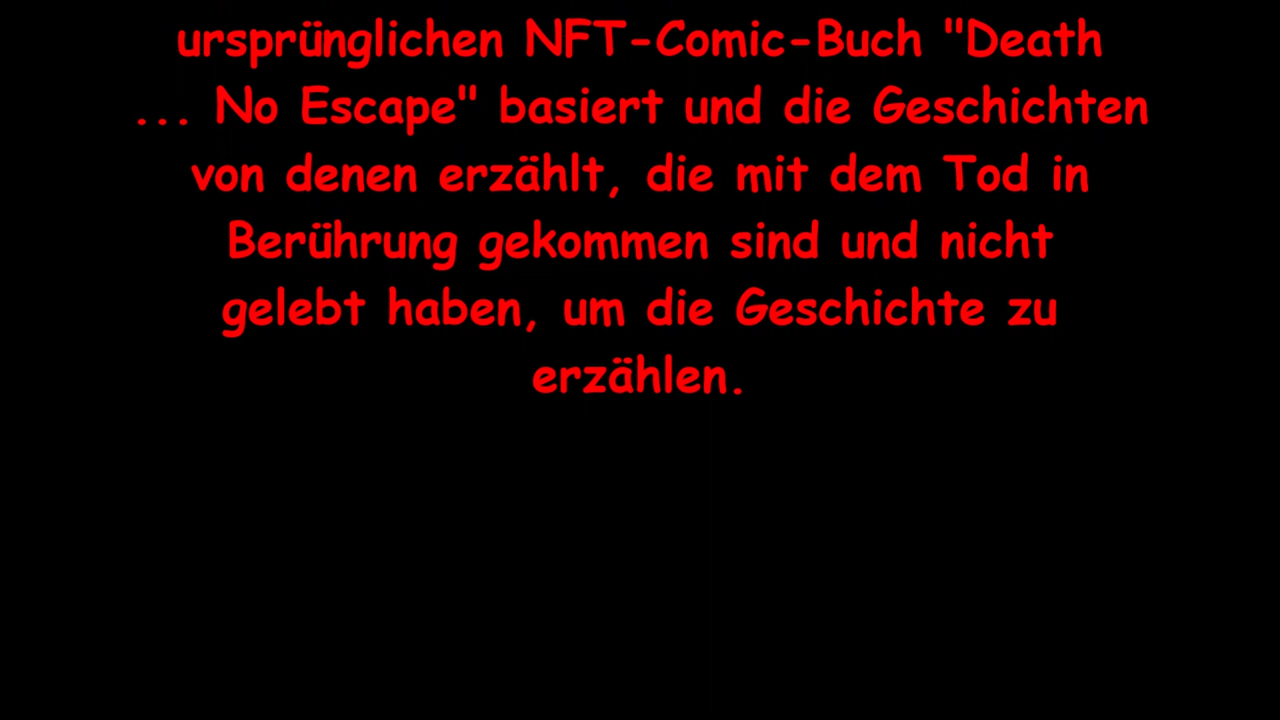 ursprünglichen NFT-Comic-Buch "Death
... No Escape" basiert und die Geschichten
von denen erzählt, die mit dem Tod in
Berührung gekommen sind und nicht
gelebt haben, um die Geschichte zu
erzählen.